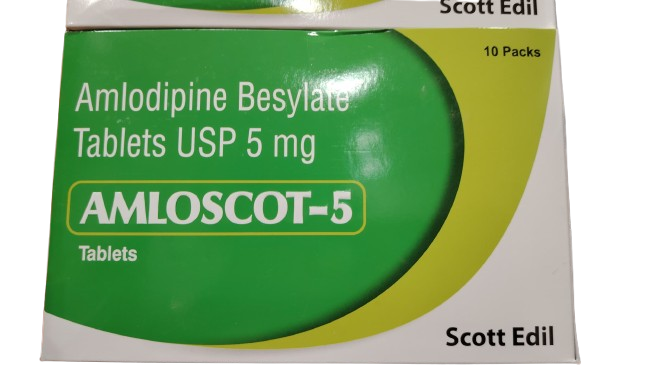 Scott Edil
10 Packs
Amlodipine Besylate
Tablets USP 5 mg
AMLOSCOT-5
Tablets
Scott Edil